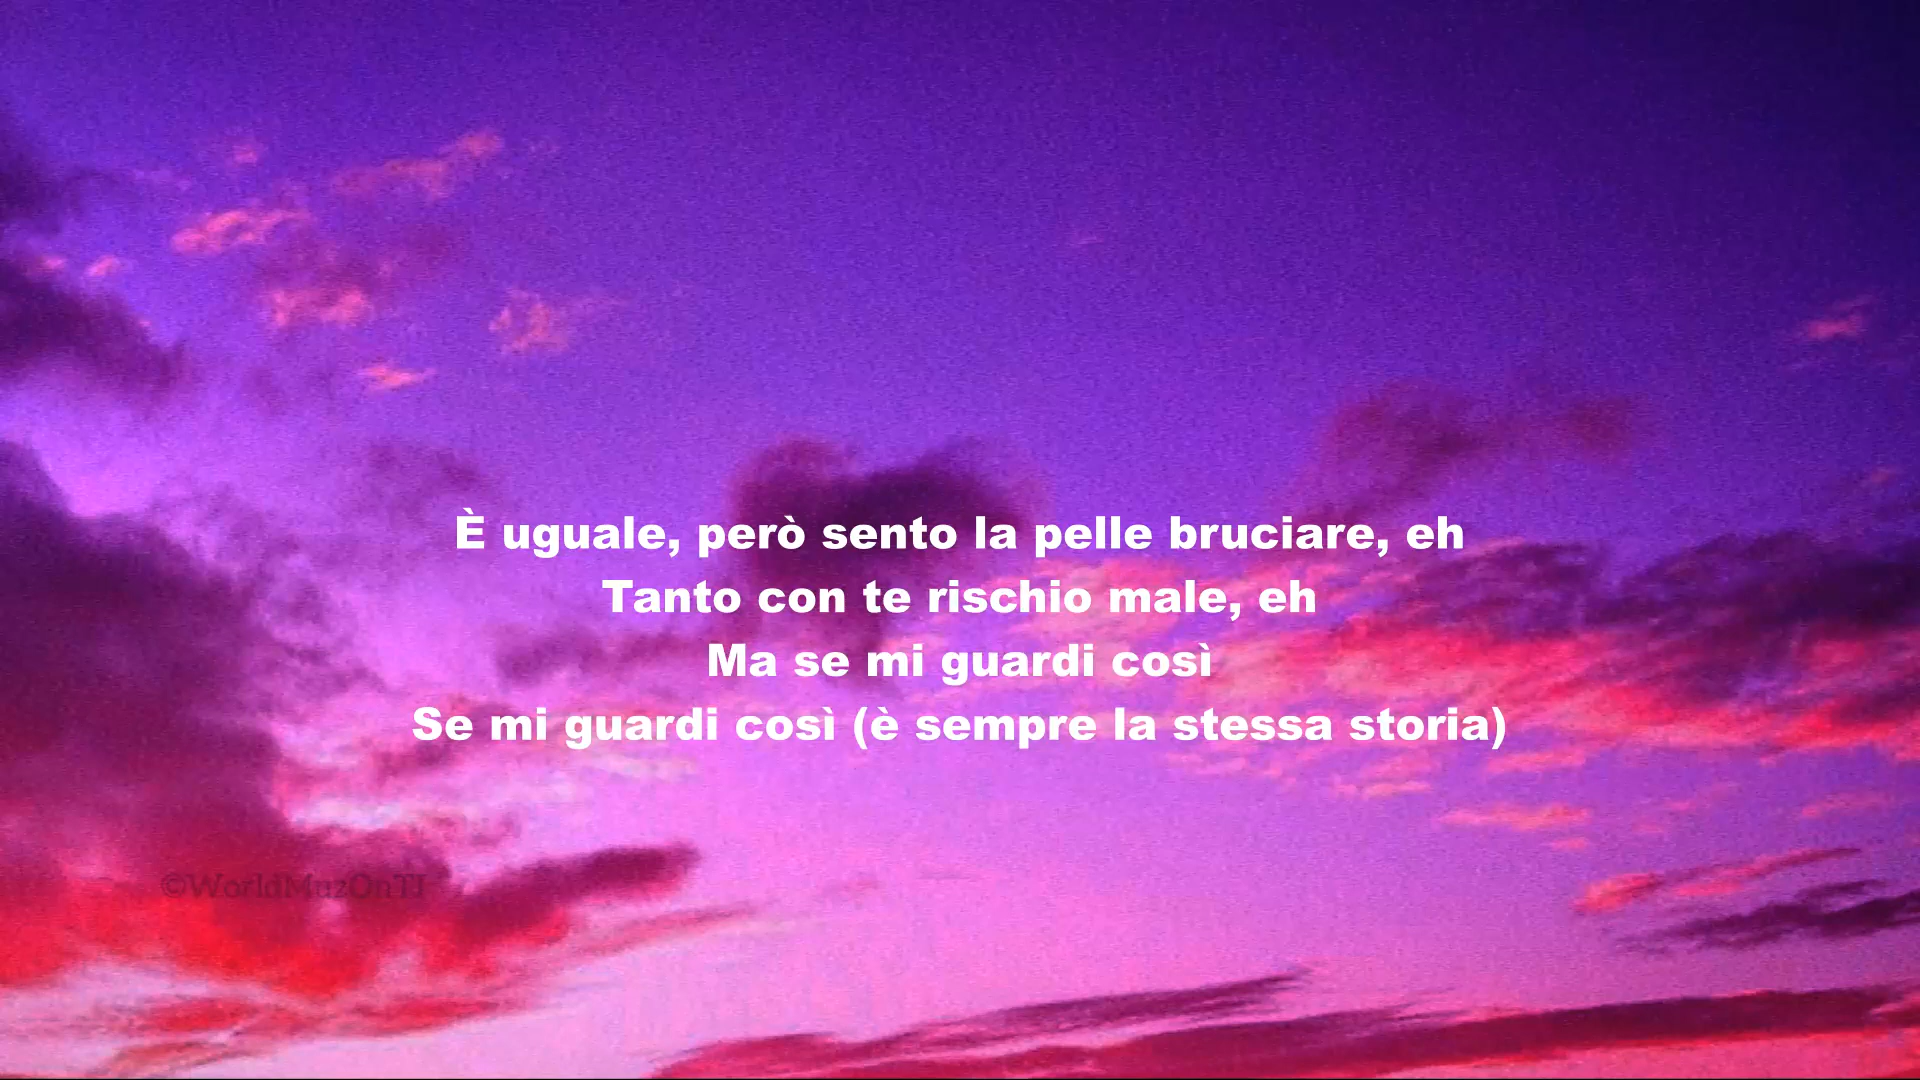 È uguale, però sento la pelle bruciare, eh
Tanto con te rischio male, eh
Ma se mi guardi così
Se mi guardi così (è sempre la stessa storia)
©WorldMuzOnTI